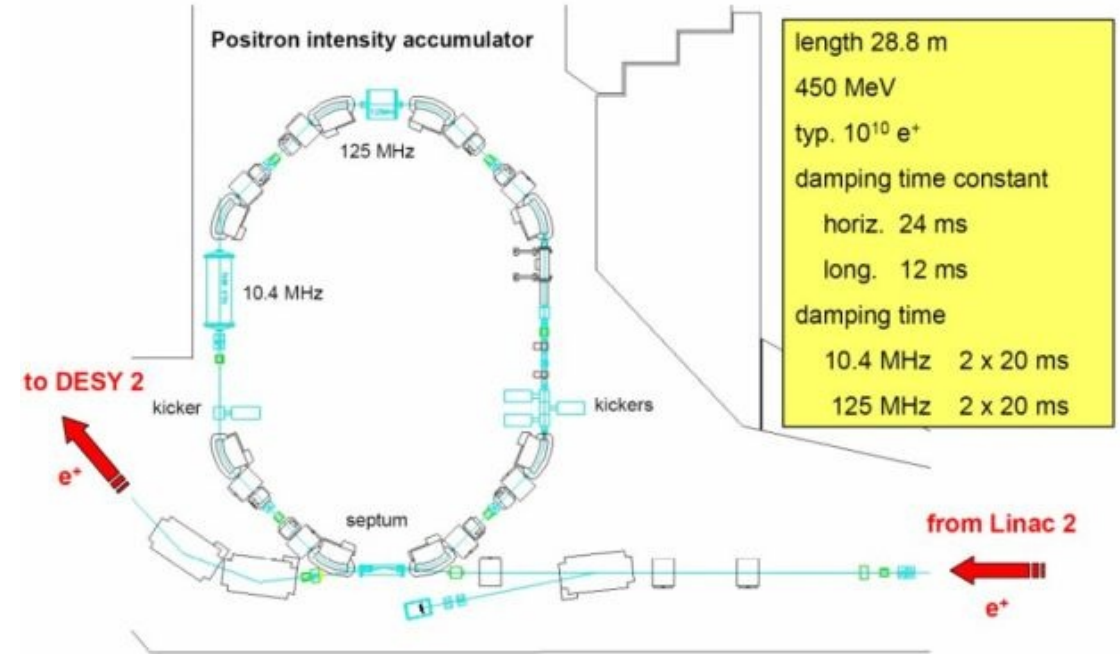 Positron intensity accumulator
length 28.8 m
450 MeV
typ. 10¹⁰ e⁺
damping time constant
horiz. 24 ms
long. 12 ms
damping time
10.4 MHz 2 x 20 ms
125 MHz 2 x 20 ms
125 MHz
10.4 MHz
to DESY 2
kicker
kickers
e⁺
septum
from Linac 2
e⁺